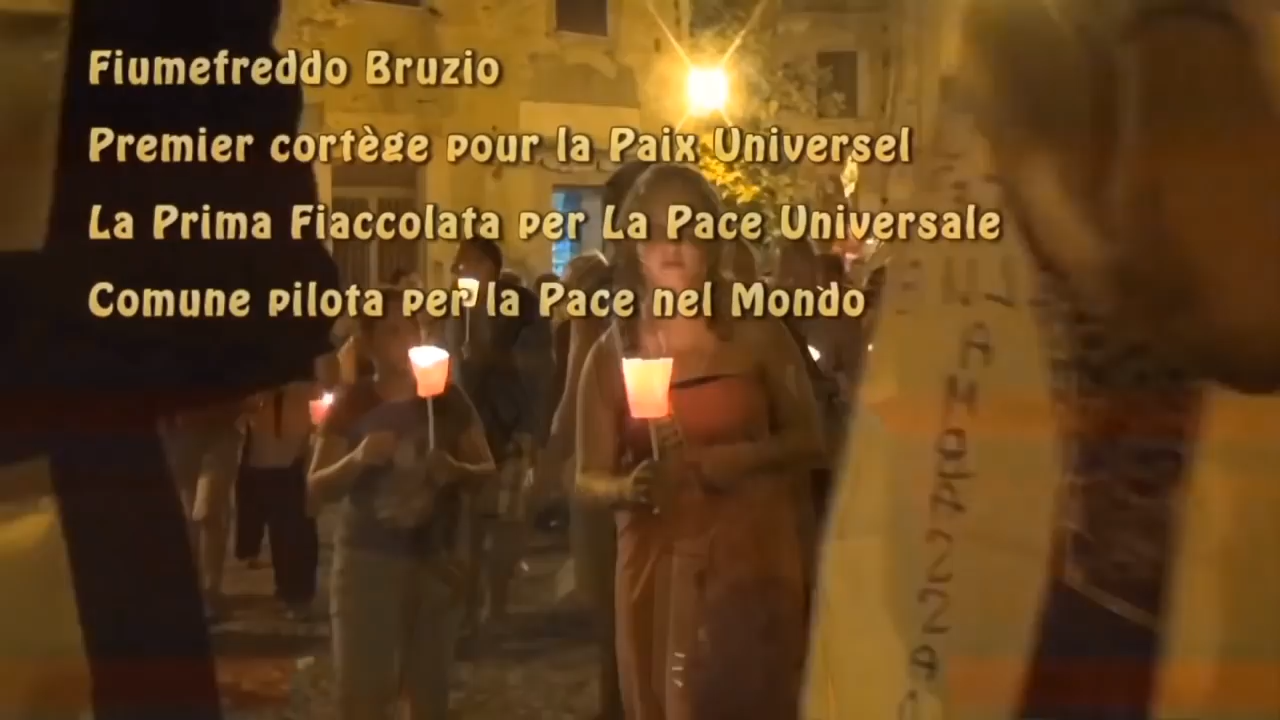 Fiumefreddo Bruzio
Premier cortège pour la Paix Universel
La Prima Fiaccolata per La Pace Universale
Comune pilota per la Pace nel Mondo